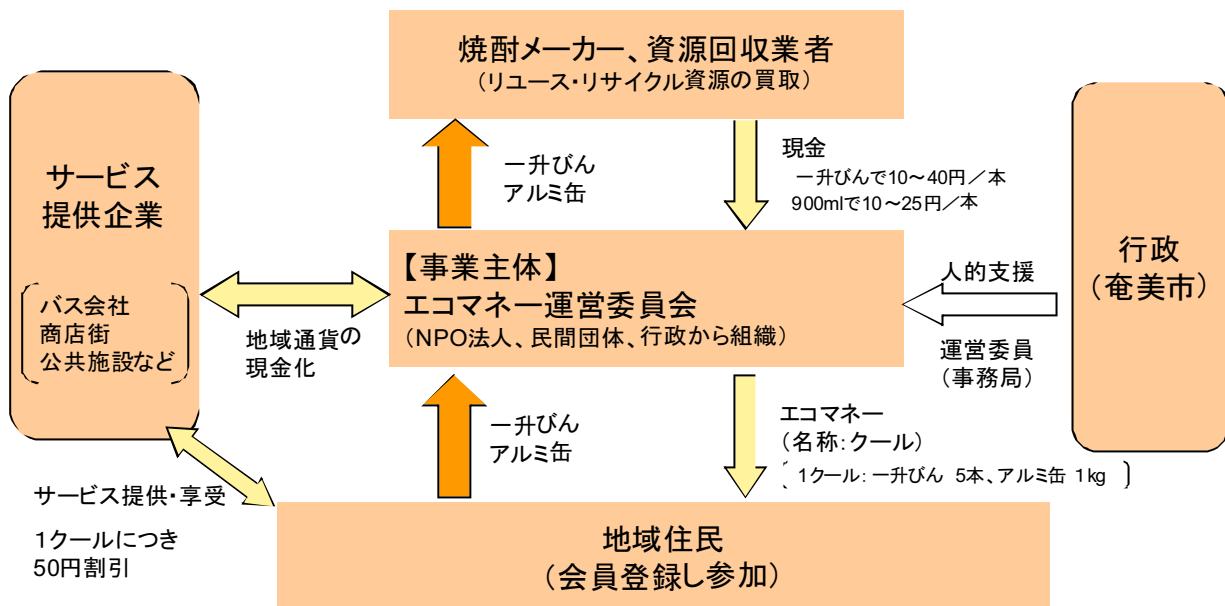 焼酎メーカー、資源回収業者
(リユース・リサイクル資源の買取)
サービス
提供企業
バス会社
商店街
公共施設など
一升びん
アルミ缶
現金
一升びんで10~40円/本
900mlで10~25円/本
【事業主体】
エコマネー運営委員会
(NPO法人、民間団体、行政から組織)
地域通貨の
現金化
人的支援
運営委員
(事務局)
行政
(奄美市)
一升びん
アルミ缶
エコマネー
(名称:クール)
1クール:一升びん 5本、アルミ缶 1kg
サービス提供・享受
1クールにつき
50円割引
地域住民
(会員登録し参加)